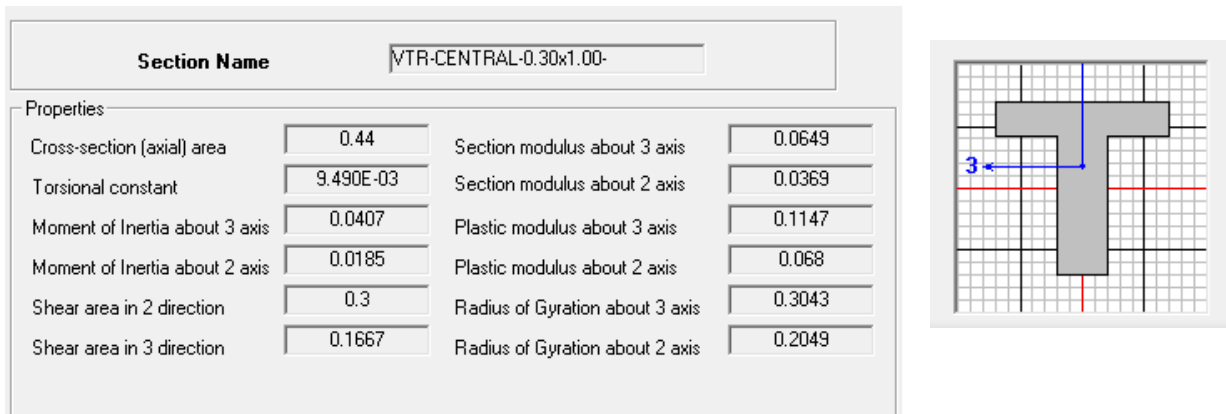 Section Name VTR-CENTRAL-0.30x1.00-
Properties
Cross-section (axial) area 0.44 Section modulus about 3 axis 0.0649
Torsional constant 9.490E-03 Section modulus about 2 axis 0.0369
Moment of Inertia about 3 axis 0.0407 Plastic modulus about 3 axis 0.1147
Moment of Inertia about 2 axis 0.0185 Plastic modulus about 2 axis 0.068
Shear area in 2 direction 0.3 Radius of Gyration about 3 axis 0.3043
Shear area in 3 direction 0.1667 Radius of Gyration about 2 axis 0.2049
3